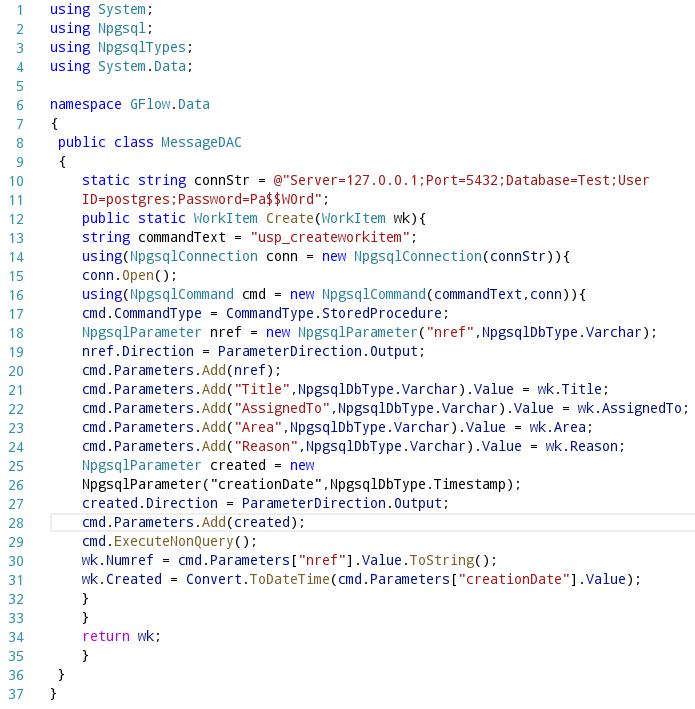 1 using System;
2 using Npgsql;
3 using NpgsqlTypes;
4 using System.Data;
5
6 namespace GFlow.Data
7 {
8 public class MessageDAC
9 {
10 static string connStr = @"Server=127.0.0.1;Port=5432;Database=Test;User
11 ID=postgres;Password=Pa$$W0rd";
12 public static WorkItem Create(WorkItem wk){
13 string commandText = "usp_createworkitem";
14 using(NpgsqlConnection conn = new NpgsqlConnection(connStr)){
15 conn.Open();
16 using(NpgsqlCommand cmd = new NpgsqlCommand(commandText,conn)){
17 cmd.CommandType = CommandType.StoredProcedure;
18 NpgsqlParameter nref = new NpgsqlParameter("nref",NpgsqlDbType.Varchar);
19 nref.Direction = ParameterDirection.Output;
20 cmd.Parameters.Add(nref);
21 cmd.Parameters.Add("Title",NpgsqlDbType.Varchar).Value = wk.Title;
22 cmd.Parameters.Add("AssignedTo",NpgsqlDbType.Varchar).Value = wk.AssignedTo;
23 cmd.Parameters.Add("Area",NpgsqlDbType.Varchar).Value = wk.Area;
24 cmd.Parameters.Add("Reason",NpgsqlDbType.Varchar).Value = wk.Reason;
25 NpgsqlParameter created = new
26 NpgsqlParameter("creationDate",NpgsqlDbType.Timestamp);
27 created.Direction = ParameterDirection.Output;
28 cmd.Parameters.Add(created);
29 cmd.ExecuteNonQuery();
30 wk.Numref = cmd.Parameters["nref"].Value.ToString();
31 wk.Created = Convert.ToDateTime(cmd.Parameters["creationDate"].Value);
32 }
33 }
34 return wk;
35 }
36 }
37 }